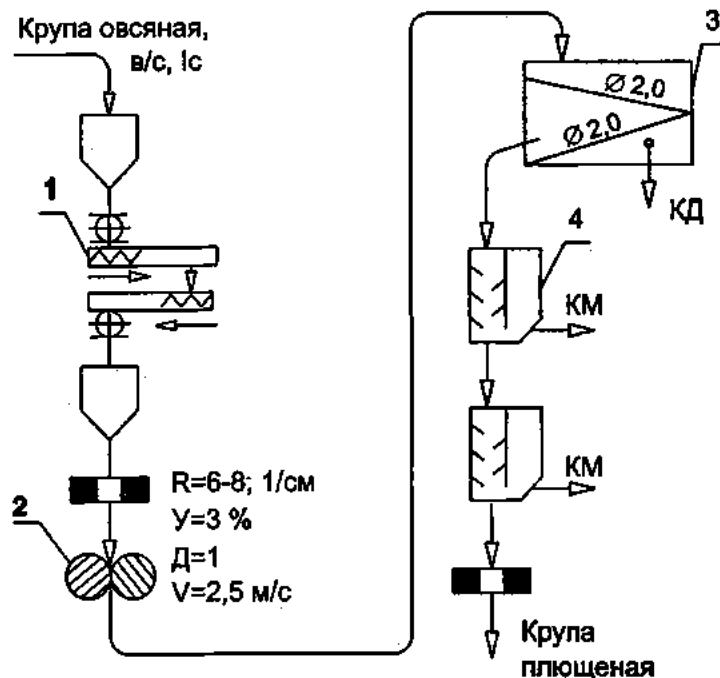 Крупа овсяная,
в/с, Iс
1
R=6-8; 1/см
У=3 %
2
Д=1
V=2,5 м/с
3
Ø 2,0
Ø 2,0
КД
4
КМ
КМ
Крупа
плющеная